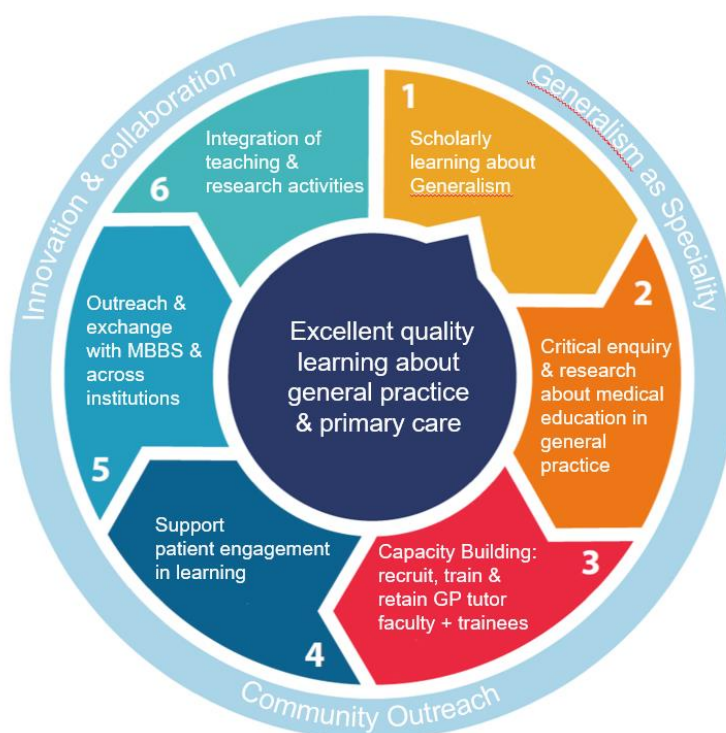 Innovation & collaboration
Generalism as Speciality
Community Outreach
1
Scholarly
learning about
Generalism
2
Critical enquiry
& research
about medical
education in
general
practice
3
Capacity Building:
recruit, train &
retain GP tutor
faculty + trainees
4
Support
patient engagement
in learning
5
Outreach &
exchange
with MBBS &
across
institutions
6
Integration of
teaching &
research activities
Excellent quality
learning about
general practice
& primary care